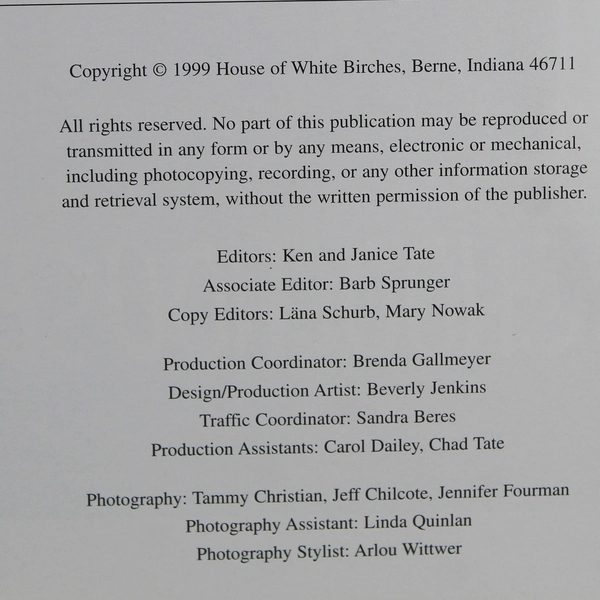 Copyright © 1999 House of White Birches, Berne, Indiana 46711
All rights reserved. No part of this publication may be reproduced or
transmitted in any form or by any means, electronic or mechanical,
including photocopying, recording, or any other information storage
and retrieval system, without the written permission of the publisher.
Editors: Ken and Janice Tate
Associate Editor: Barb Sprunger
Copy Editors: Läna Schurb, Mary Nowak
Production Coordinator: Brenda Gallmeyer
Design/Production Artist: Beverly Jenkins
Traffic Coordinator: Sandra Beres
Production Assistants: Carol Dailey, Chad Tate
Photography: Tammy Christian, Jeff Chilcote, Jennifer Fourman
Photography Assistant: Linda Quinlan
Photography Stylist: Arlou Wittwer